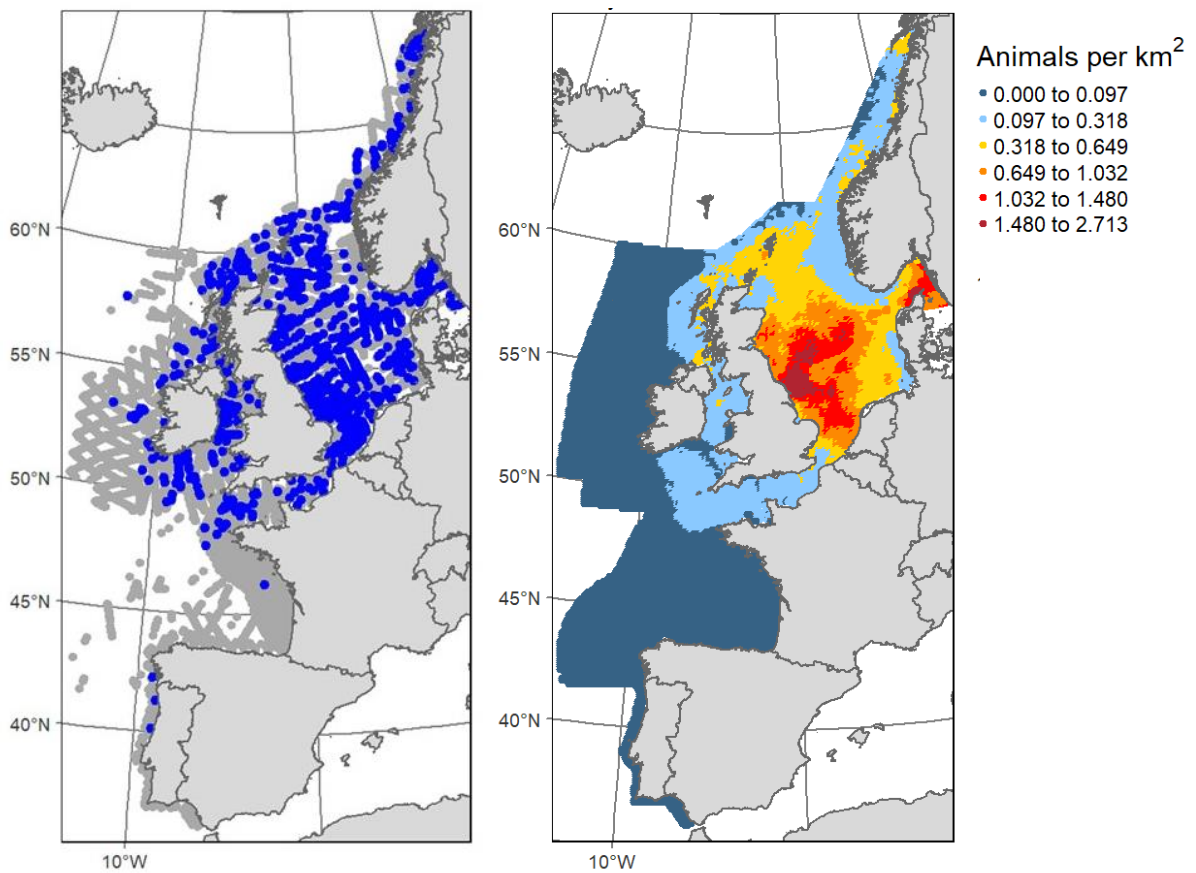 60°N
55°N
50°N
45°N
40°N
10°W
60°N
55°N
50°N
45°N
40°N
10°W
Animals per km²
0.000 to 0.097
0.097 to 0.318
0.318 to 0.649
0.649 to 1.032
1.032 to 1.480
1.480 to 2.713